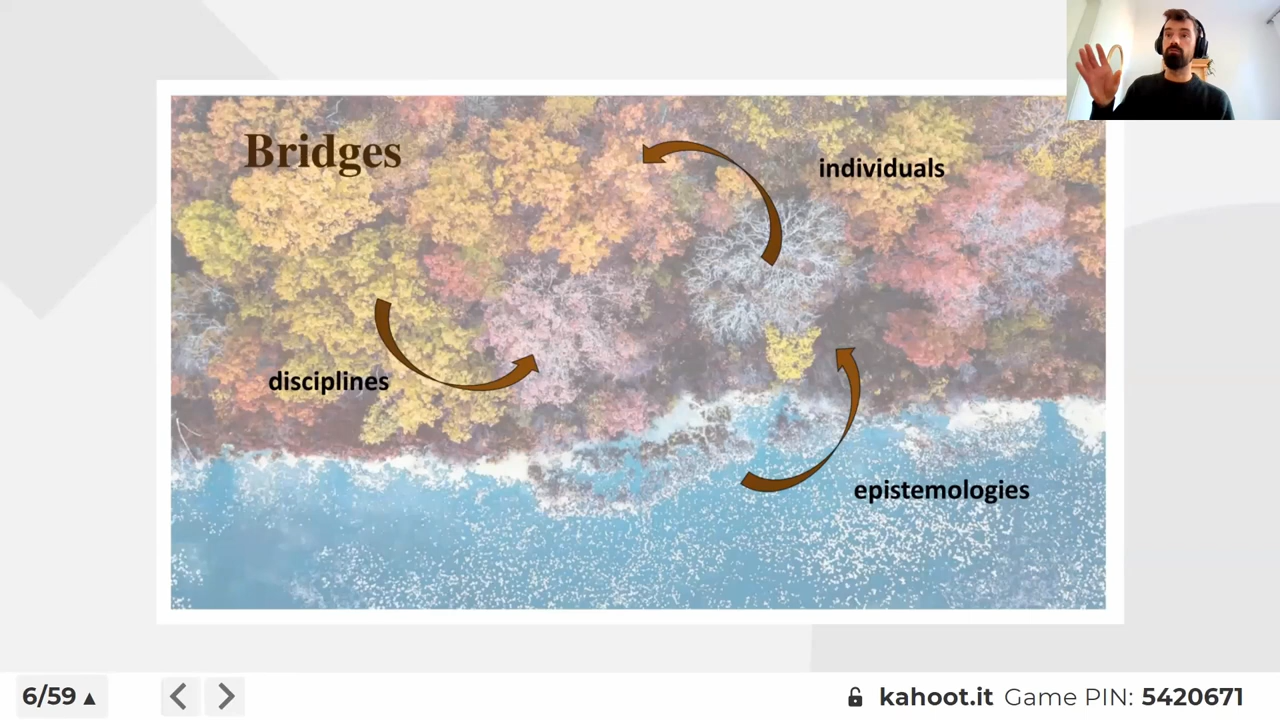 Bridges
individuals
disciplines
epistemologies
6/59 ▲
kahoot.it Game PIN: 5420671